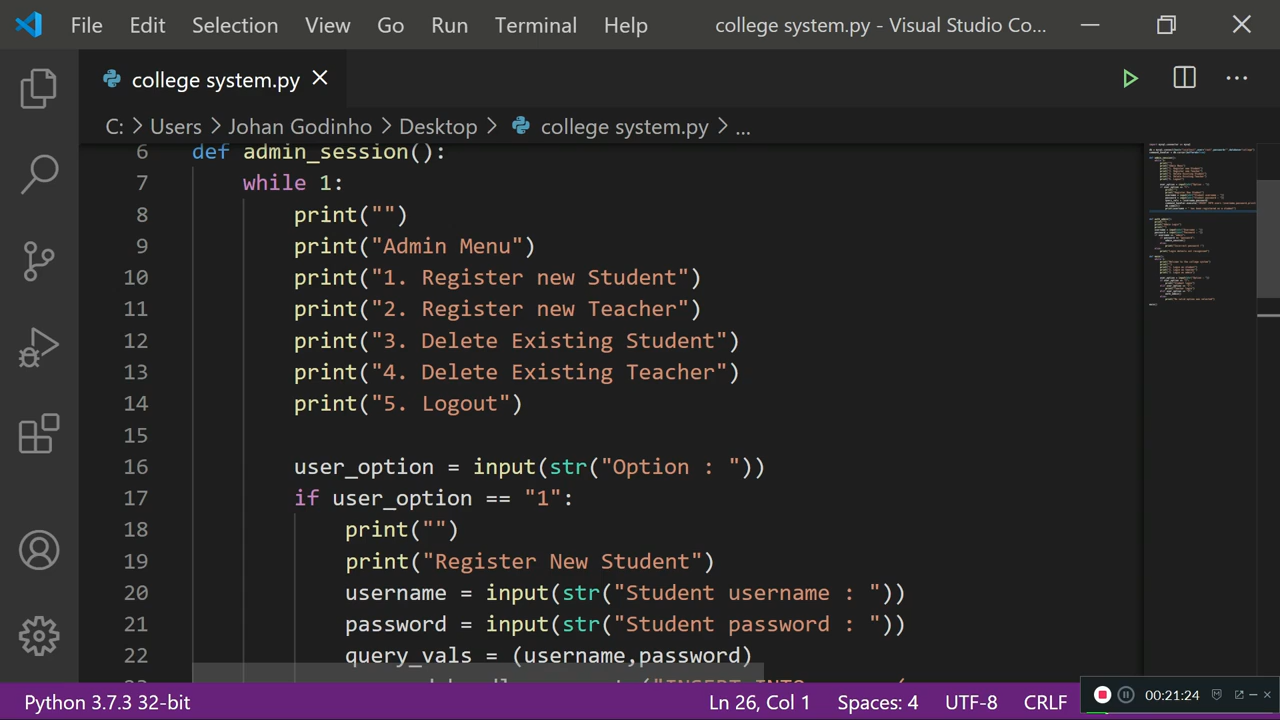 File Edit Selection View Go Run Terminal Help college system.py - Visual Studio Co...
college system.py
C: > Users > Johan Godinho > Desktop > college system.py > ...
6 def admin_session():
7 while 1:
8 print("")
9 print("Admin Menu")
10 print("1. Register new Student")
11 print("2. Register new Teacher")
12 print("3. Delete Existing Student")
13 print("4. Delete Existing Teacher")
14 print("5. Logout")
15
16 user_option = input(str("Option : "))
17 if user_option == "1":
18 print("")
19 print("Register New Student")
20 username = input(str("Student username : "))
21 password = input(str("Student password : "))
22 query_vals = (username,password)
Python 3.7.3 32-bit Ln 26, Col 1 Spaces: 4 UTF-8 CRLF 00:21:24